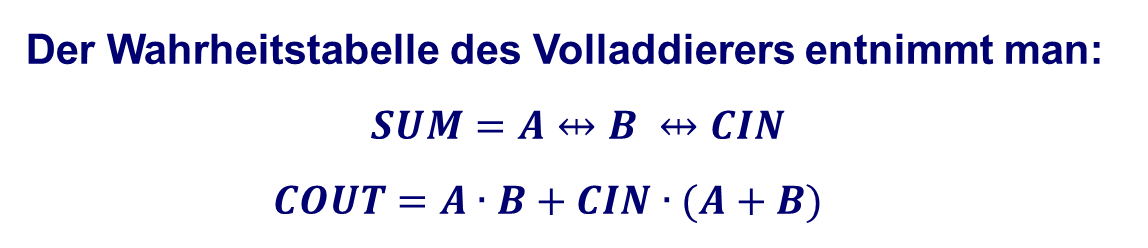 Der Wahrheitstabelle des Volladdierers entnimmt man:
SUM = A ↮ B ↮ CIN
COUT = A · B + CIN · (A + B)